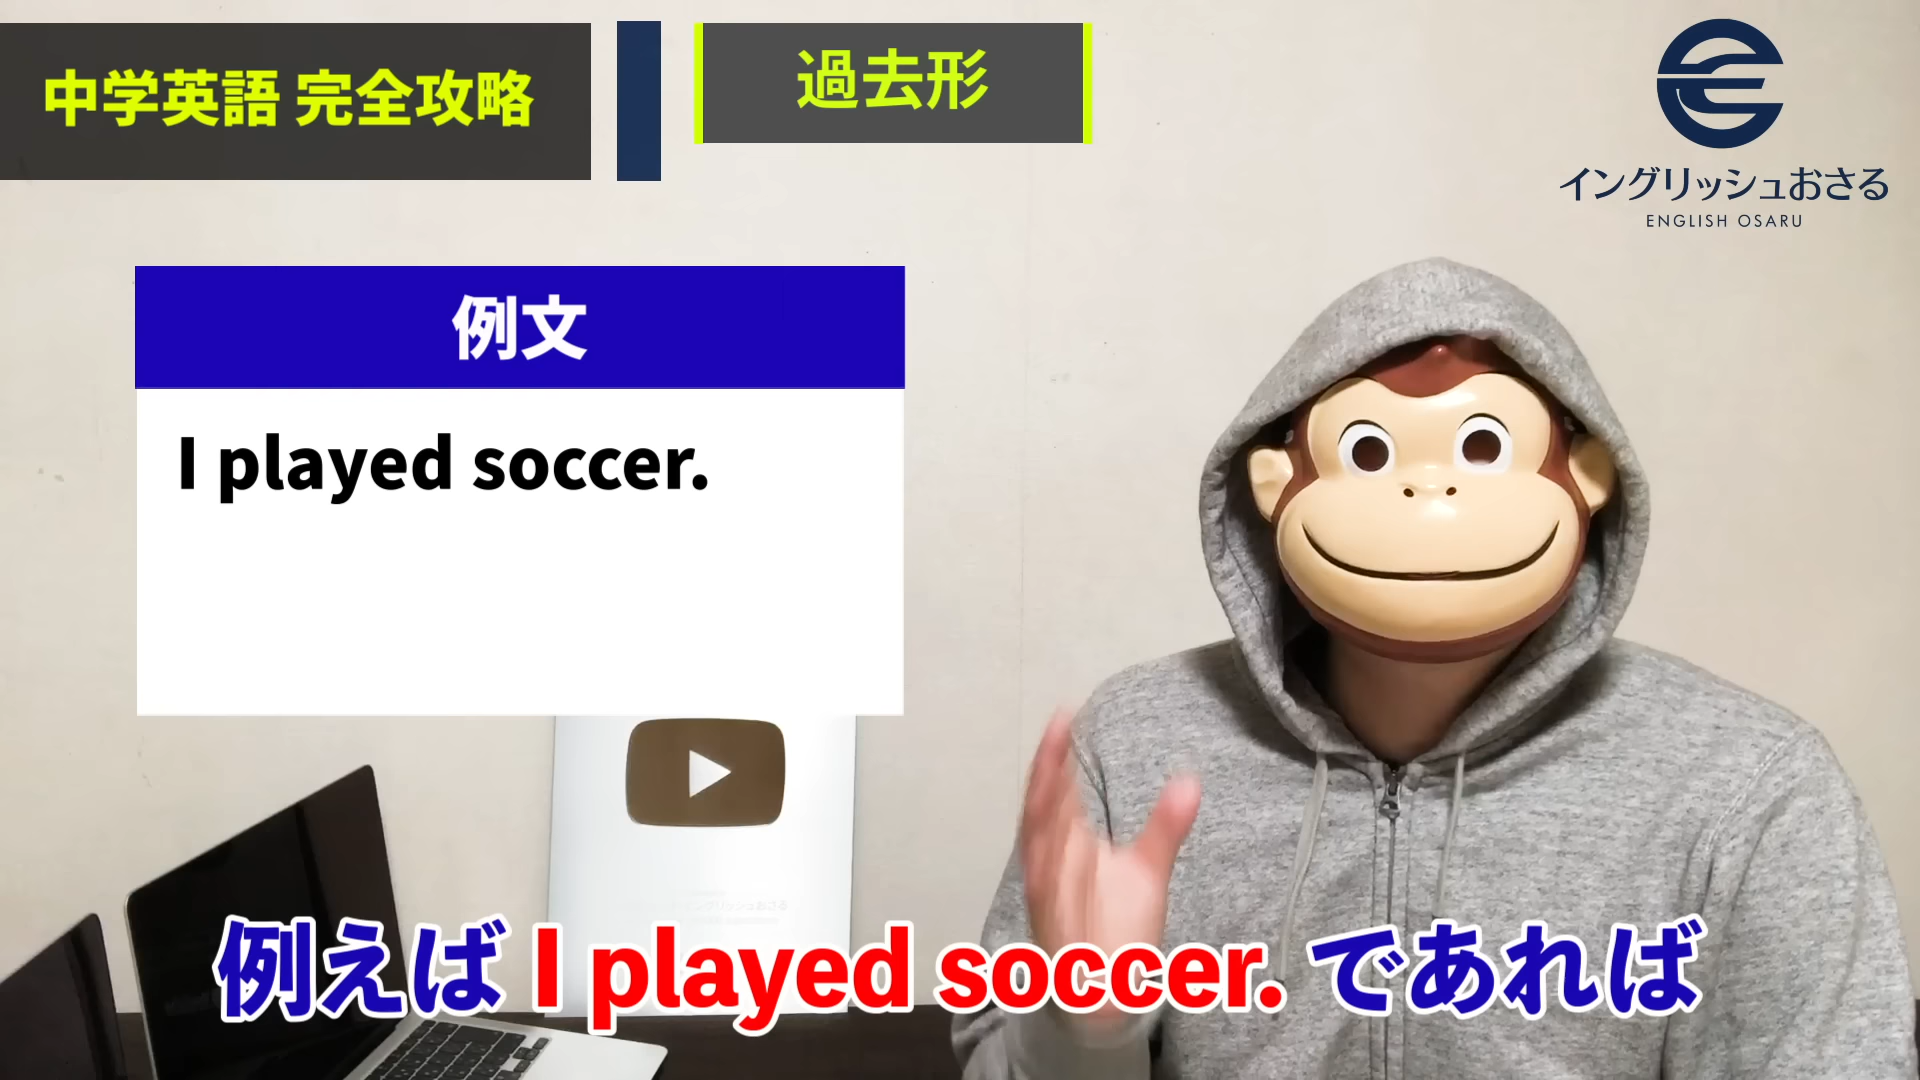 中学英語 完全攻略
過去形
イングリッシュおさる
ENGLISH OSARU
例文
I played soccer.
例えば I played soccer. であれば